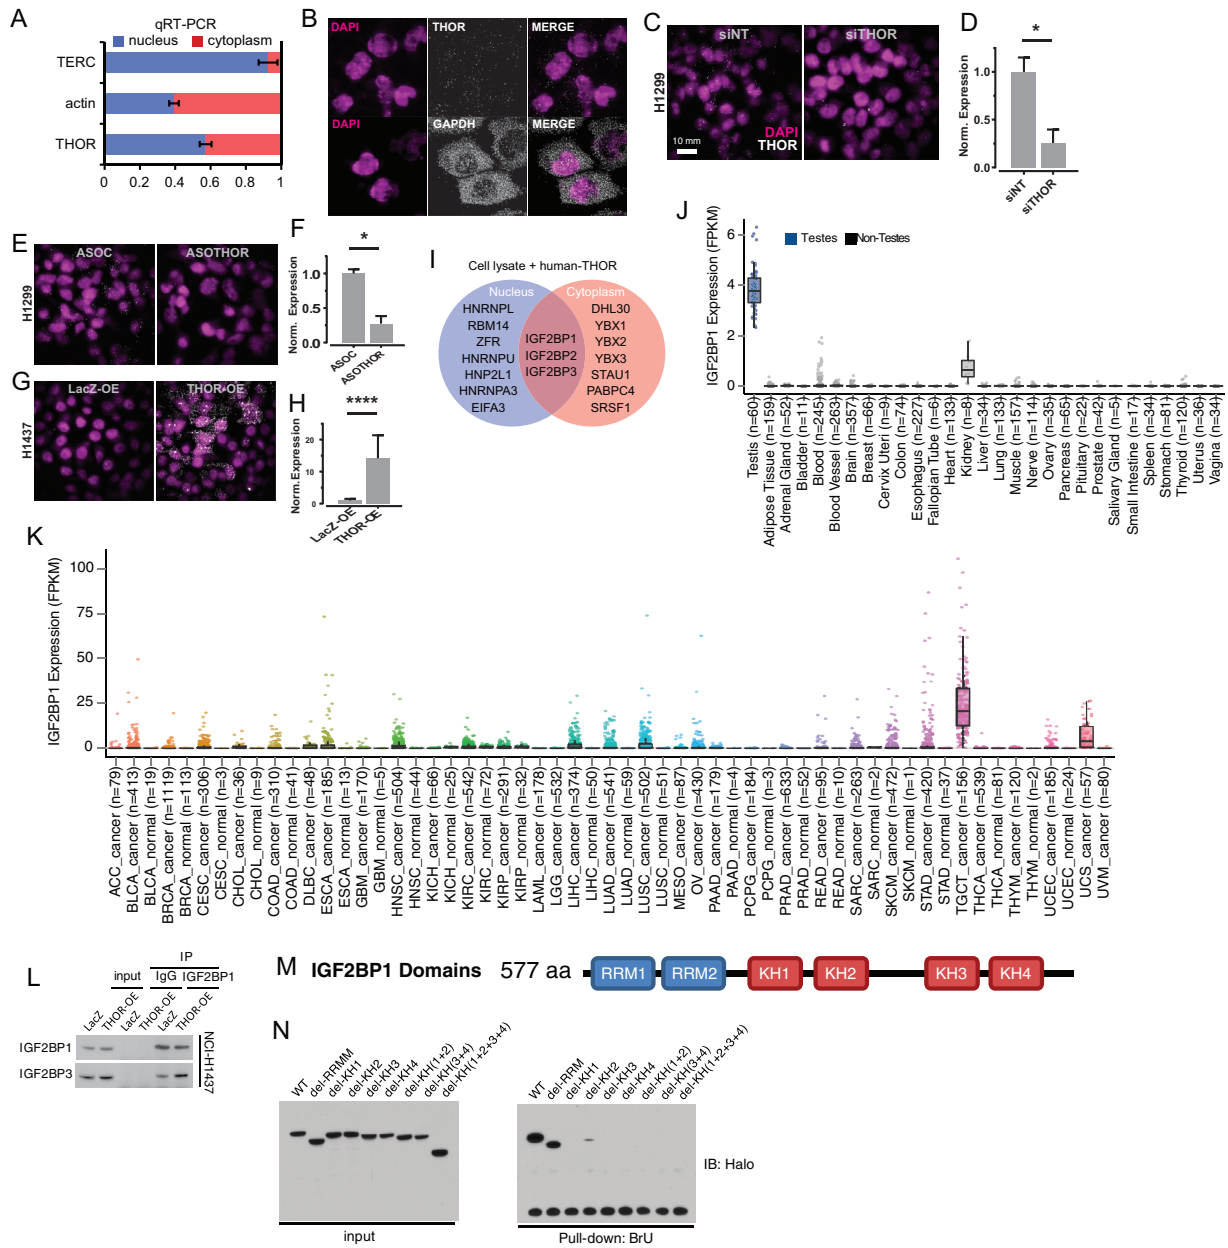 A
qRT-PCR
nucleus cytoplasm
TERC
actin
THOR
0 0.2 0.4 0.6 0.8 1
B
DAPI THOR MERGE
DAPI GAPDH MERGE
C
siNT siTHOR
H1299
10 mm
DAPI
THOR
D
*
Norm. Expression
1.0
0.5
0.0
siNT
siTHOR
E
ASOC ASOTHOR
H1299
F
*
Norm. Expression
1.0
0.5
0.0
ASOC
ASOTHOR
G
LacZ-OE THOR-OE
H1437
H
****
Norm. Expression
20
10
0
LacZ-OE
THOR-OE
I
Cell lysate + human-THOR
Nucleus Cytoplasm
HNRNPL
RBM14
ZFR
HNRNPU
HNP2L1
HNRNPA3
EIFA3
IGF2BP1
IGF2BP2
IGF2BP3
DHL30
YBX1
YBX2
YBX3
STAU1
PABPC4
SRSF1
J
Testes Non-Testes
IGF2BP1 Expression (FPKM)
6
4
2
0
Testis (n=60)
Adipose Tissue (n=159)
Adrenal Gland (n=52)
Bladder (n=11)
Blood (n=245)
Blood Vessel (n=263)
Brain (n=357)
Breast (n=66)
Cervix Uteri (n=9)
Colon (n=74)
Esophagus (n=227)
Fallopian Tube (n=6)
Heart (n=133)
Kidney (n=8)
Liver (n=34)
Lung (n=133)
Muscle (n=157)
Nerve (n=114)
Ovary (n=35)
Pancreas (n=65)
Pituitary (n=22)
Prostate (n=42)
Salivary Gland (n=5)
Small Intestine (n=17)
Spleen (n=34)
Stomach (n=81)
Thyroid (n=120)
Uterus (n=36)
Vagina (n=34)
K
IGF2BP1 Expression (FPKM)
100
75
50
25
0
ACC_cancer (n=79)
BLCA_cancer (n=413)
BLCA_normal (n=19)
BRCA_cancer (n=1119)
BRCA_normal (n=113)
CESC_cancer (n=306)
CESC_normal (n=3)
CHOL_cancer (n=36)
CHOL_normal (n=9)
COAD_cancer (n=310)
COAD_normal (n=41)
DLBC_cancer (n=48)
ESCA_cancer (n=185)
ESCA_normal (n=13)
GBM_cancer (n=170)
GBM_normal (n=5)
HNSC_cancer (n=504)
HNSC_normal (n=44)
KICH_cancer (n=66)
KICH_normal (n=25)
KIRC_cancer (n=542)
KIRC_normal (n=72)
KIRP_cancer (n=291)
KIRP_normal (n=32)
LAML_cancer (n=178)
LGG_cancer (n=532)
LIHC_cancer (n=374)
LIHC_normal (n=50)
LUAD_cancer (n=541)
LUAD_normal (n=59)
LUSC_cancer (n=502)
LUSC_normal (n=51)
MESO_cancer (n=87)
OV_cancer (n=430)
PAAD_cancer (n=179)
PAAD_normal (n=4)
PCPG_cancer (n=184)
PCPG_normal (n=3)
PRAD_cancer (n=633)
PRAD_normal (n=52)
READ_cancer (n=95)
READ_normal (n=10)
SARC_cancer (n=263)
SARC_normal (n=2)
SKCM_cancer (n=472)
SKCM_normal (n=1)
STAD_cancer (n=420)
STAD_normal (n=37)
TGCT_cancer (n=156)
THCA_cancer (n=539)
THCA_normal (n=81)
THYM_cancer (n=120)
THYM_normal (n=2)
UCEC_cancer (n=185)
UCEC_normal (n=24)
UCS_cancer (n=57)
UVM_cancer (n=80)
L
IP
input IgG IGF2BP1
LacZ THOR-OE LacZ THOR-OE LacZ THOR-OE
IGF2BP1
IGF2BP3
NCI-H1437
M IGF2BP1 Domains 577 aa RRM1 RRM2 KH1 KH2 KH3 KH4
N
WT del-RRMM del-KH1 del-KH2 del-KH3 del-KH4 del-KH(1+2) del-KH(3+4) del-KH(1+2+3+4)
WT del-RRM del-KH1 del-KH2 del-KH3 del-KH4 del-KH(1+2) del-KH(3+4) del-KH(1+2+3+4)
IB: Halo
input
Pull-down: BrU